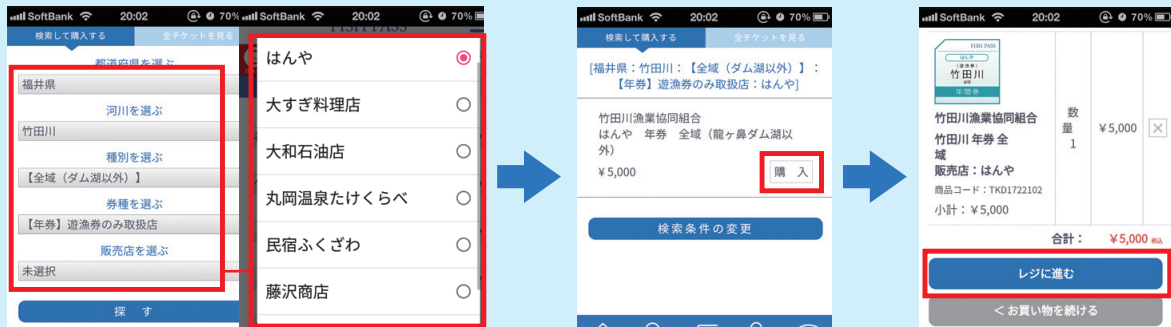 SoftBank 20:02 70%
検索して購入する 全チケットを見る
都道府県を選ぶ
福井県
河川を選ぶ
竹田川
種別を選ぶ
【全域（ダム湖以外）】
券種を選ぶ
【年券】遊漁券のみ取扱店
販売店を選ぶ
未選択
探 す
SoftBank 20:02 70%
FISH PASS
はんや
大すぎ料理店
大和石油店
丸岡温泉たけくらべ
民宿ふくざわ
藤沢商店
SoftBank 20:02 70%
検索して購入する 全チケットを見る
[福井県：竹田川：【全域（ダム湖以外）】：
【年券】遊漁券のみ取扱店：はんや]
竹田川漁業協同組合
はんや 年券 全域（龍ヶ鼻ダム湖以
外）
¥5,000
購 入
検索条件の変更
SoftBank 20:02 70%
FISH PASS
はんや
（遊漁券）
竹田川
全域
年間券
竹田川漁業協同組合
竹田川 年券 全
域
販売店：はんや
商品コード：TKD1722102
小計：¥5,000
数
量
1
¥5,000
合計： ¥5,000 税込
レジに進む
＜お買い物を続ける